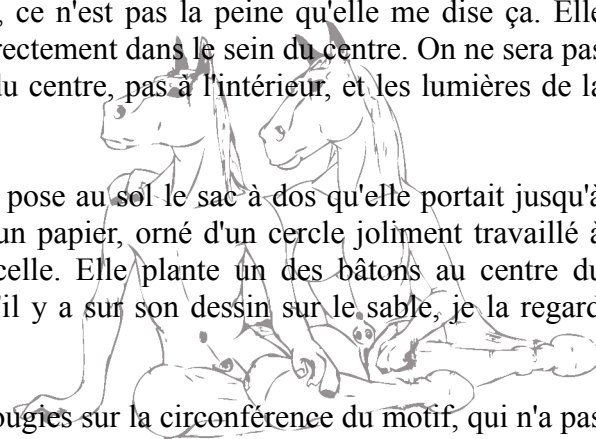 , ce n'est pas la peine qu'elle me dise ça. Elle
rectement dans le sein du centre. On ne sera pas
du centre, pas à l'intérieur, et les lumières de la
pose au sol le sac à dos qu'elle portait jusqu'à
un papier, orné d'un cercle joliment travaillé à
celle. Elle plante un des bâtons au centre du
'il y a sur son dessin sur le sable, je la regard
ougies sur la circonférence du motif, qui n'a pas